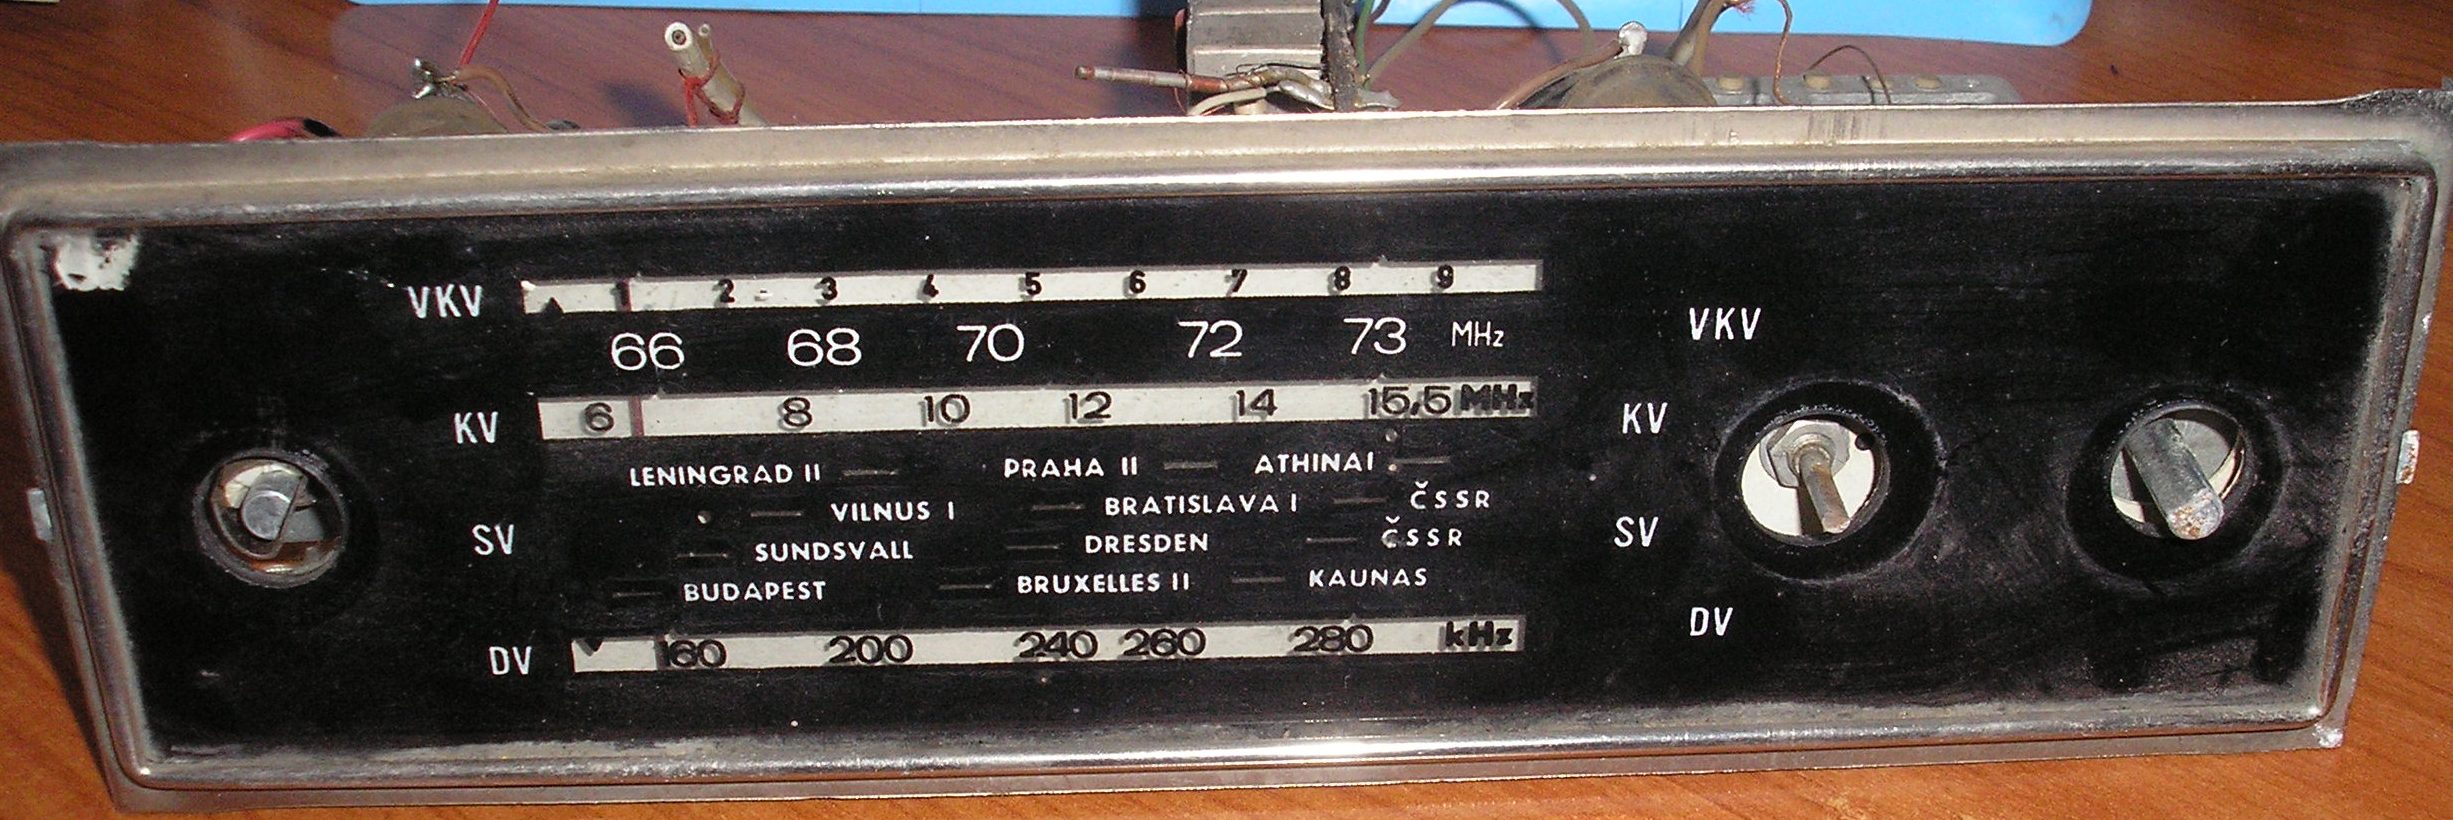 VKV 1 2 3 4 5 6 7 8 9
66 68 70 72 73 MHz
VKV
KV 6 8 10 12 14 15,5 MHz
KV
LENINGRAD II PRAHA II ATHINAI
VILNUS I BRATISLAVA I ČSSR
SV
SUNDSVALL DRESDEN ČSSR
SV
BUDAPEST BRUXELLES II KAUNAS
DV 160 200 240 260 280 kHz
DV